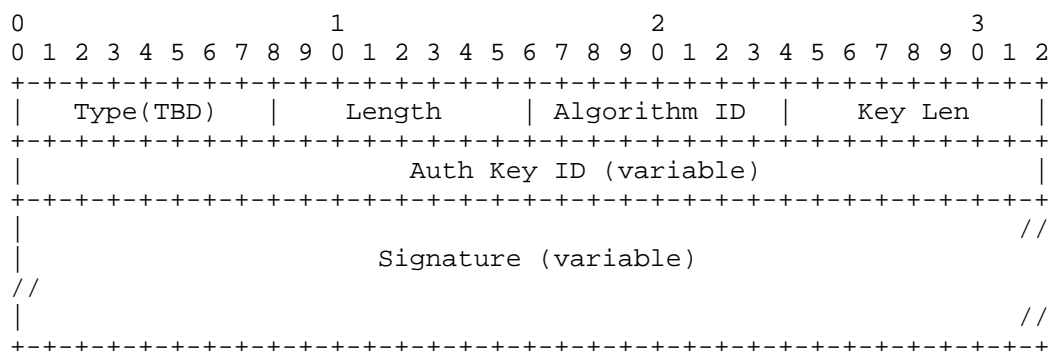 0                   1                   2                   3
0 1 2 3 4 5 6 7 8 9 0 1 2 3 4 5 6 7 8 9 0 1 2 3 4 5 6 7 8 9 0 1 2
+-+-+-+-+-+-+-+-+-+-+-+-+-+-+-+-+-+-+-+-+-+-+-+-+-+-+-+-+-+-+-+-+
|   Type(TBD)   |    Length     | Algorithm ID  |    Key Len    |
+-+-+-+-+-+-+-+-+-+-+-+-+-+-+-+-+-+-+-+-+-+-+-+-+-+-+-+-+-+-+-+-+
|                        Auth Key ID (variable)                 |
+-+-+-+-+-+-+-+-+-+-+-+-+-+-+-+-+-+-+-+-+-+-+-+-+-+-+-+-+-+-+-+-+
|                                                              //
|                      Signature (variable)
//
|                                                              //
+-+-+-+-+-+-+-+-+-+-+-+-+-+-+-+-+-+-+-+-+-+-+-+-+-+-+-+-+-+-+-+-+